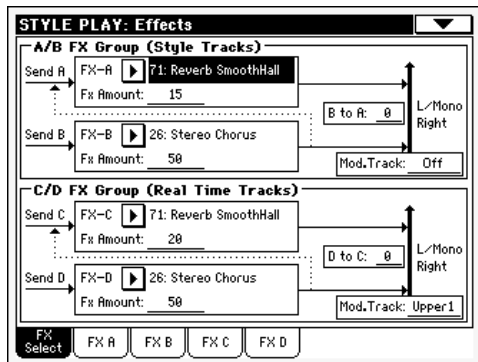 STYLE PLAY: Effects
A/B FX Group (Style Tracks)
Send A
FX-A
71: Reverb SmoothHall
Fx Amount: 15
B to A: 0
L/Mono
Right
Send B
FX-B
26: Stereo Chorus
Fx Amount: 50
Mod.Track: Off
C/D FX Group (Real Time Tracks)
Send C
FX-C
71: Reverb SmoothHall
Fx Amount: 20
D to C: 0
L/Mono
Right
Send D
FX-D
26: Stereo Chorus
Fx Amount: 50
Mod.Track: Upper1
FX
Select
FX A
FX B
FX C
FX D